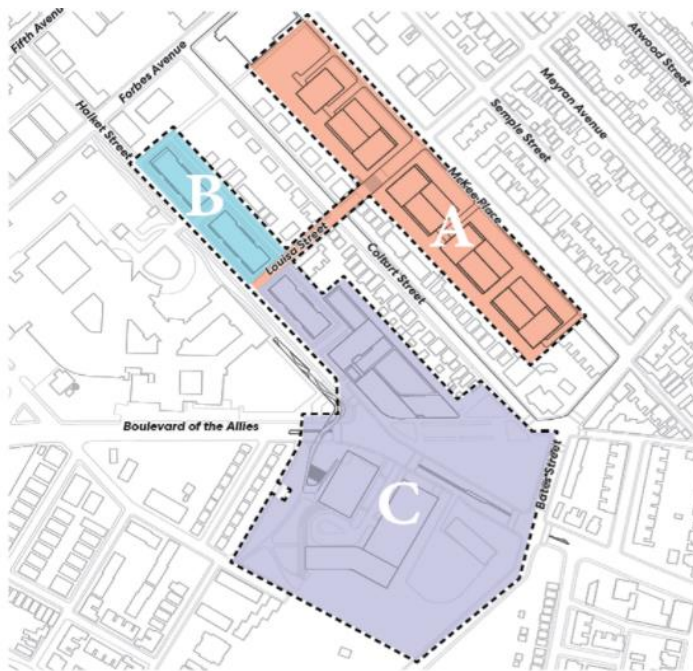 Fifth Avenue
Forbes Avenue
Atwood Street
Meyran Avenue
Halket Street
Semple Street
McKee Place
B
A
Louisa Street
Coltart Street
Boulevard of the Allies
Bates Street
C